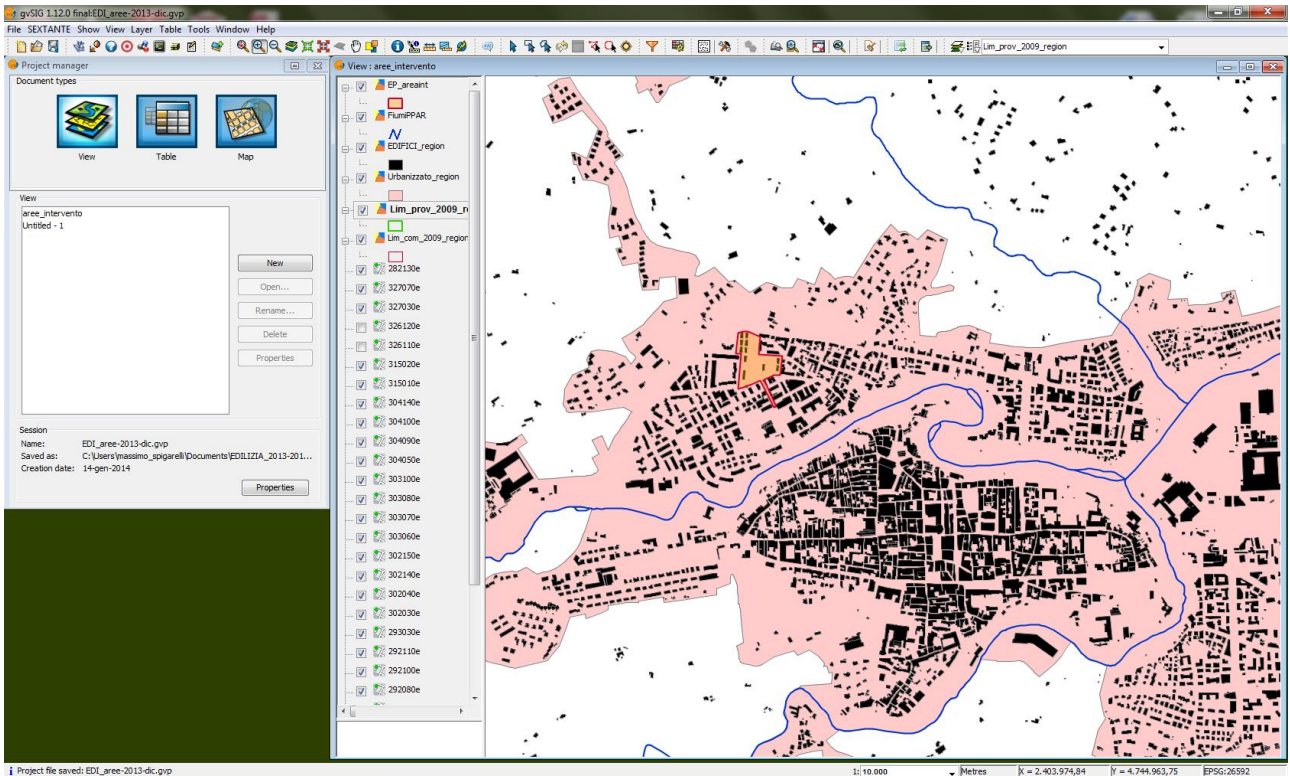 gvSIG 1.12.0 final:EDI_aree-2013-dic.gvp
File SEXTANTE Show View Layer Table Tools Window Help
Lim_prov_2009_region
Project manager
Document types
View Table Map
View
aree_intervento
Untitled - 1
New
Open...
Rename...
Delete
Properties
Session
Name: EDI_aree-2013-dic.gvp
Saved as: C:\Users\massimo_spigarelli\Documents\EDILIZIA_2013-201...
Creation date: 14-gen-2014
Properties
View : aree_intervento
EP_areaint
FiumiPPAR
EDIFICI_region
Urbanizzato_region
Lim_prov_2009_r
Lim_com_2009_region
282130e
327070e
327030e
326120e
326110e
315020e
315010e
304140e
304100e
304090e
304050e
303100e
303080e
303070e
303060e
302150e
302140e
302040e
302030e
293030e
292110e
292100e
292080e
Project file saved: EDI_aree-2013-dic.gvp
1: 10.000 Metres X = 2.403.974,84 Y = 4.744.963,75 EPSG:26592